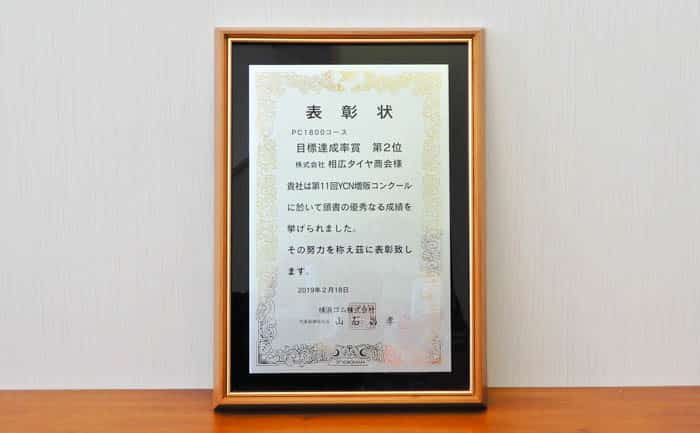 表彰状
PC1800コース
目標達成率賞 第2位
株式会社 相広タイヤ商会様
貴社は第11回YCN増販コンクール
に於いて頭書の優秀なる成績を
挙げられました。
その努力を称え茲に表彰致し
ます。
2019年2月18日
横浜ゴム株式会社
山石昌孝
YOKOHAMA